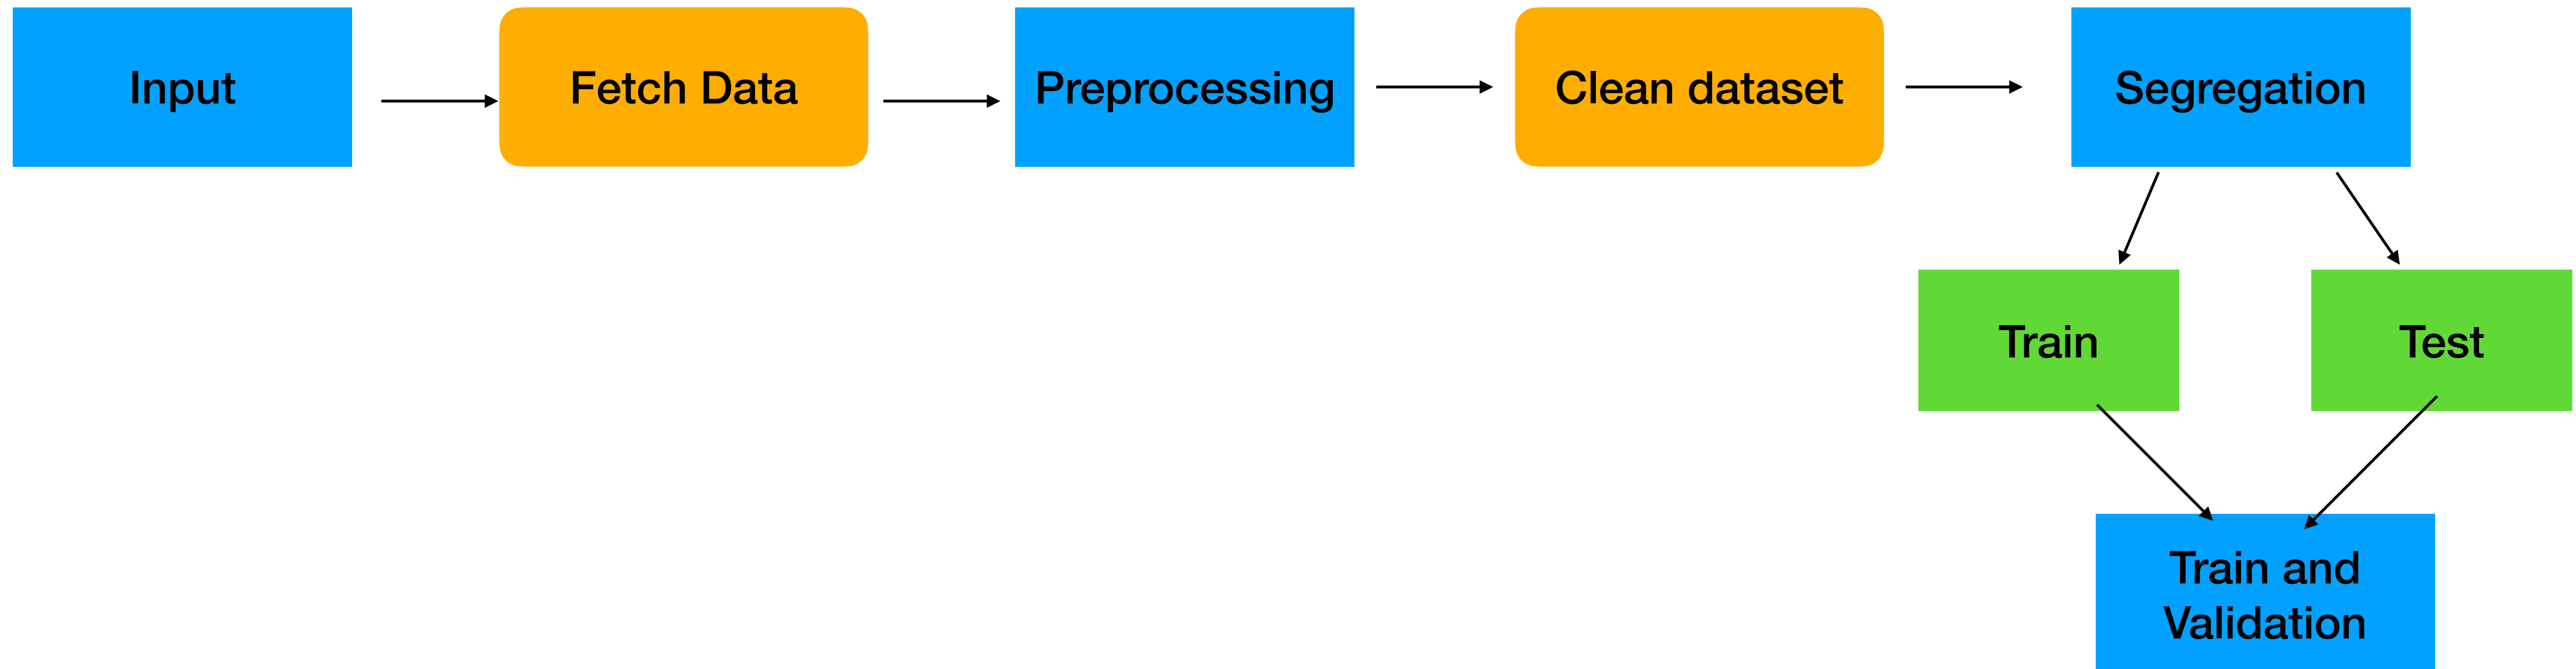 Input
Fetch Data
Preprocessing
Clean dataset
Segregation
Train
Test
Train and
Validation